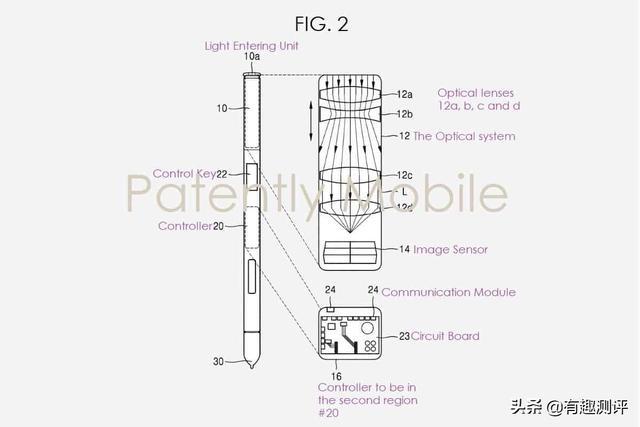 FIG. 2
Light Entering Unit
10a
10
12a
12b
Optical lenses
12a, b, c and d
12 The Optical system
Control Key 22
12c
L
12d
Patently Mobile
Controller 20
14 Image Sensor
24
24 Communication Module
23 Circuit Board
30
16
Controller to be in
the second region
#20
头条 @有趣测评